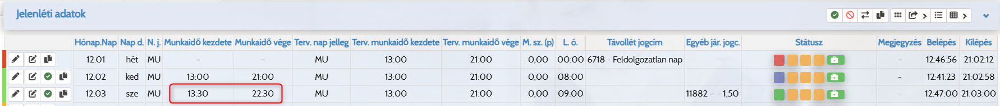 Jelenléti adatok
Hónap.Nap Nap d. N. j. Munkaidő kezdete Munkaidő vége Terv. nap jelleg Terv. munkaidő kezdete Terv. munkaidő vége M. sz. (p) L. ó. Távollét jogcím Egyéb jár. jogc. Státusz Megjegyzés Belépés Kilépés
12.01 hét MU - - MU 13:00 21:00 0,00 00:00 6718 - Feldolgozatlan nap - 12:46:56 21:02:12
12.02 ked MU 13:00 21:00 MU 13:00 21:00 0,00 08:00 - 12:41:23 21:02:58
12.03 sze MU 13:30 22:30 MU 13:00 21:00 0,00 09:00 11882 - - 1,50 - 12:47:00 21:03:00